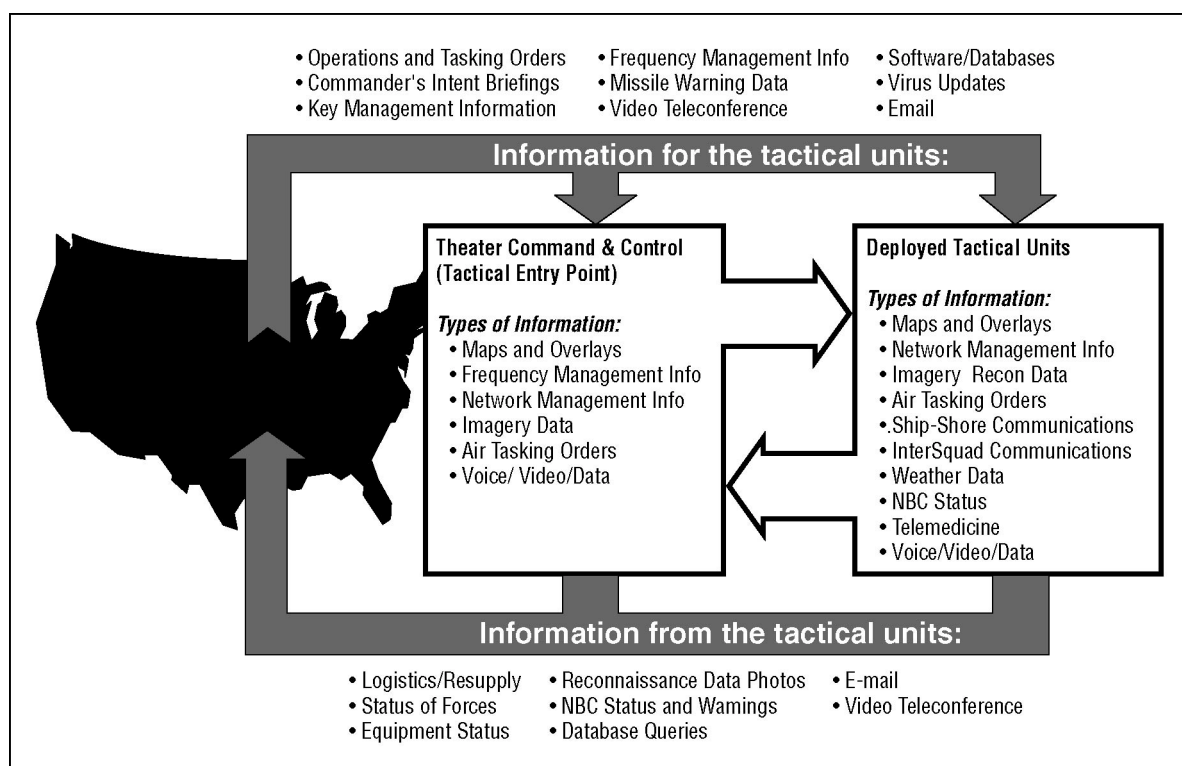 • Operations and Tasking Orders
• Commander's Intent Briefings
• Key Management Information
• Frequency Management Info
• Missile Warning Data
• Video Teleconference
• Software/Databases
• Virus Updates
• Email
Information for the tactical units:
Theater Command & Control
(Tactical Entry Point)
Types of Information:
• Maps and Overlays
• Frequency Management Info
• Network Management Info
• Imagery Data
• Air Tasking Orders
• Voice/ Video/Data
Deployed Tactical Units
Types of Information:
• Maps and Overlays
• Network Management Info
• Imagery Recon Data
• Air Tasking Orders
•.Ship-Shore Communications
• InterSquad Communications
• Weather Data
• NBC Status
• Telemedicine
• Voice/Video/Data
Information from the tactical units:
• Logistics/Resupply
• Status of Forces
• Equipment Status
• Reconnaissance Data Photos
• NBC Status and Warnings
• Database Queries
• E-mail
• Video Teleconference